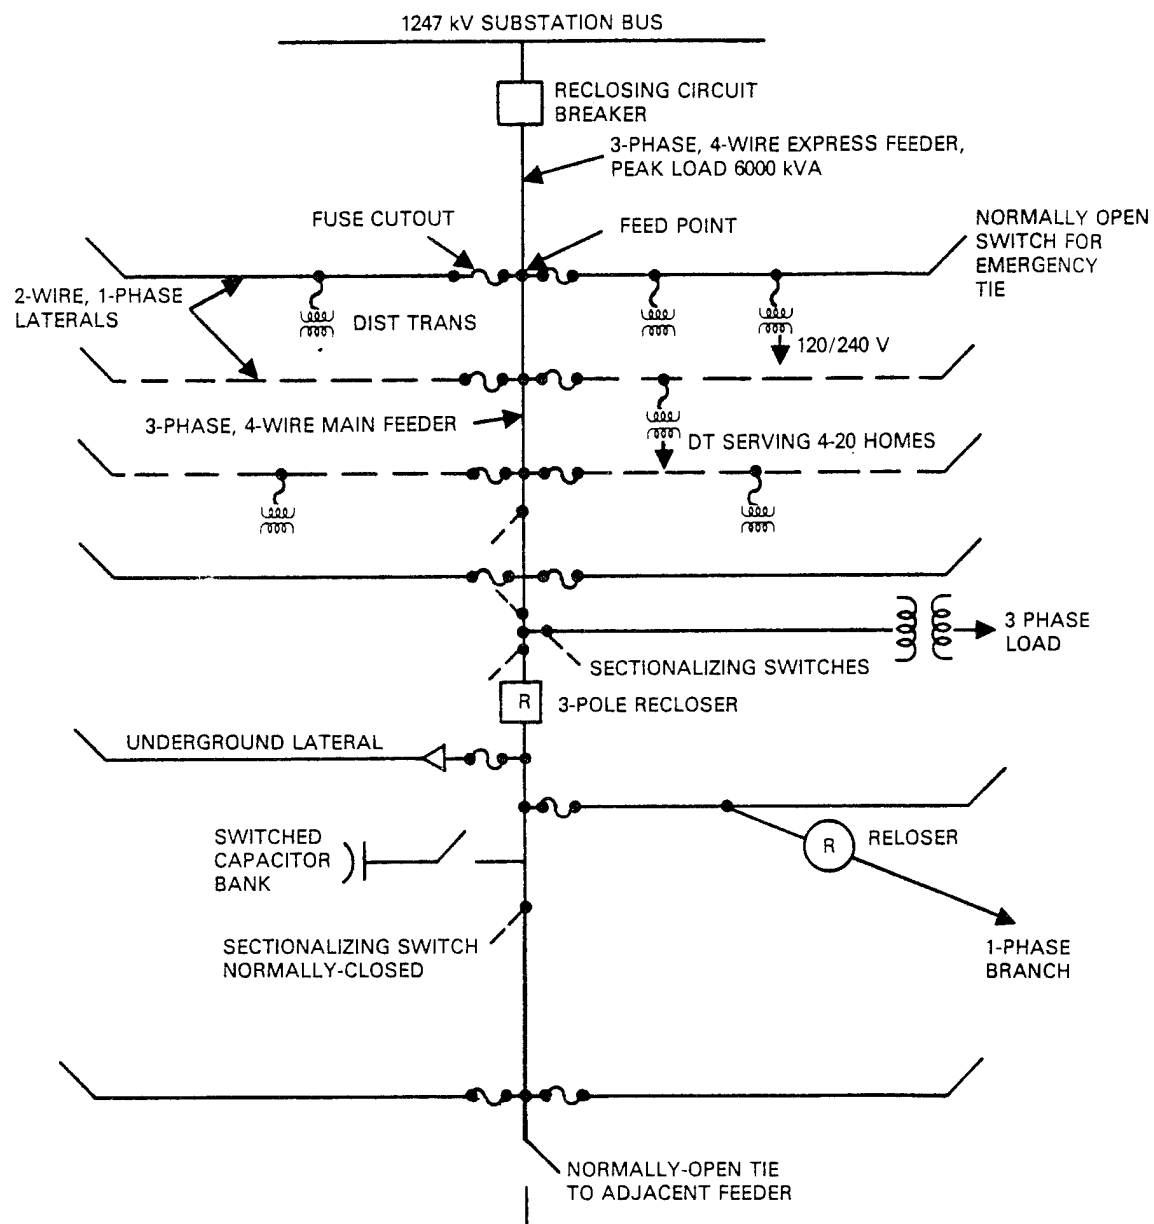 1247 kV SUBSTATION BUS
RECLOSING CIRCUIT
BREAKER
3-PHASE, 4-WIRE EXPRESS FEEDER,
PEAK LOAD 6000 kVA
FUSE CUTOUT
FEED POINT
NORMALLY OPEN
SWITCH FOR
EMERGENCY
TIE
2-WIRE, 1-PHASE
LATERALS
DIST TRANS
120/240 V
3-PHASE, 4-WIRE MAIN FEEDER
DT SERVING 4-20 HOMES
3 PHASE
LOAD
SECTIONALIZING SWITCHES
R
3-POLE RECLOSER
UNDERGROUND LATERAL
SWITCHED
CAPACITOR
BANK
R
RELOSER
SECTIONALIZING SWITCH
NORMALLY-CLOSED
1-PHASE
BRANCH
NORMALLY-OPEN TIE
TO ADJACENT FEEDER